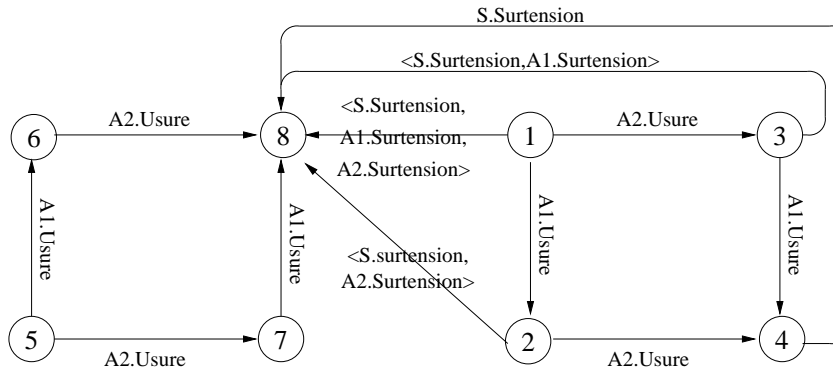 S.Surtension
<S.Surtension,A1.Surtension>
<S.Surtension,
A1.Surtension,
A2.Surtension>
6
A2.Usure
8
1
A2.Usure
3
A1.Usure
A1.Usure
A1.Usure
A1.Usure
<S.surtension,
A2.Surtension>
5
A2.Usure
7
2
A2.Usure
4